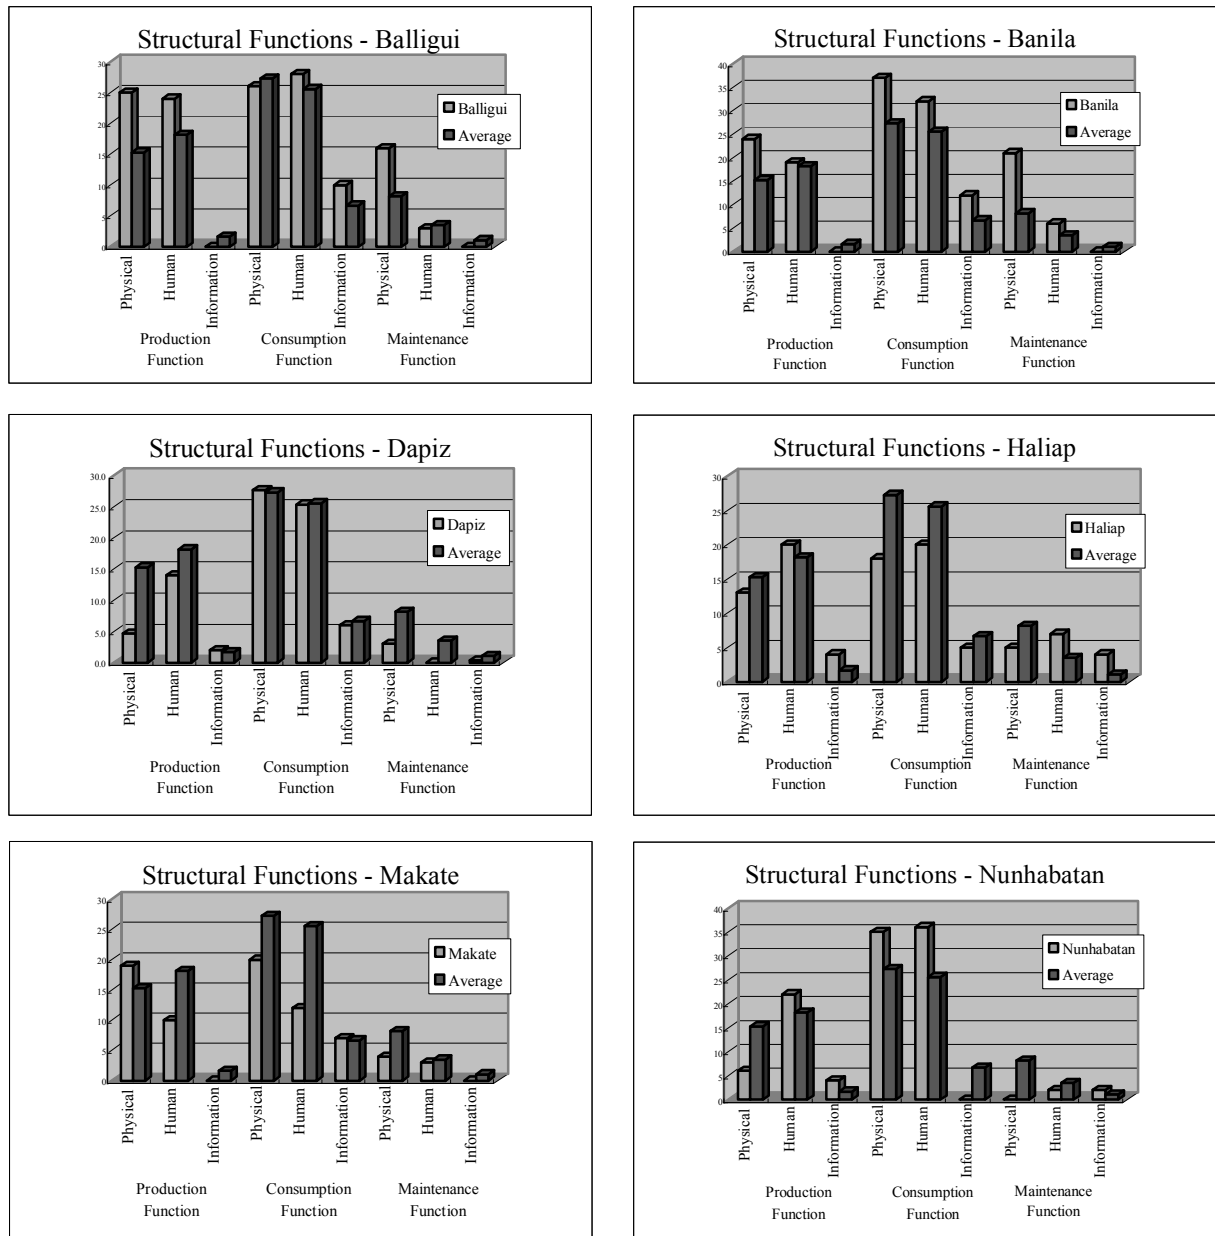 Structural Functions - Balligui
30
25
20
15
10
5
0
Balligui
Average
Physical
Human
Information
Physical
Human
Information
Physical
Human
Information
Production
Function
Consumption
Function
Maintenance
Function
Structural Functions - Banila
40
35
30
25
20
15
10
5
0
Banila
Average
Physical
Human
Information
Physical
Human
Information
Physical
Human
Information
Production
Function
Consumption
Function
Maintenance
Function
Structural Functions - Dapiz
30.0
25.0
20.0
15.0
10.0
5.0
0.0
Dapiz
Average
Physical
Human
Information
Physical
Human
Information
Physical
Human
Information
Production
Function
Consumption
Function
Maintenance
Function
Structural Functions - Haliap
30
25
20
15
10
5
0
Haliap
Average
Physical
Human
Information
Physical
Human
Information
Physical
Human
Information
Production
Function
Consumption
Function
Maintenance
Function
Structural Functions - Makate
30
25
20
15
10
5
0
Makate
Average
Physical
Human
Information
Physical
Human
Information
Physical
Human
Information
Production
Function
Consumption
Function
Maintenance
Function
Structural Functions - Nunhabatan
40
35
30
25
20
15
10
5
0
Nunhabatan
Average
Physical
Human
Information
Physical
Human
Information
Physical
Human
Information
Production
Function
Consumption
Function
Maintenance
Function